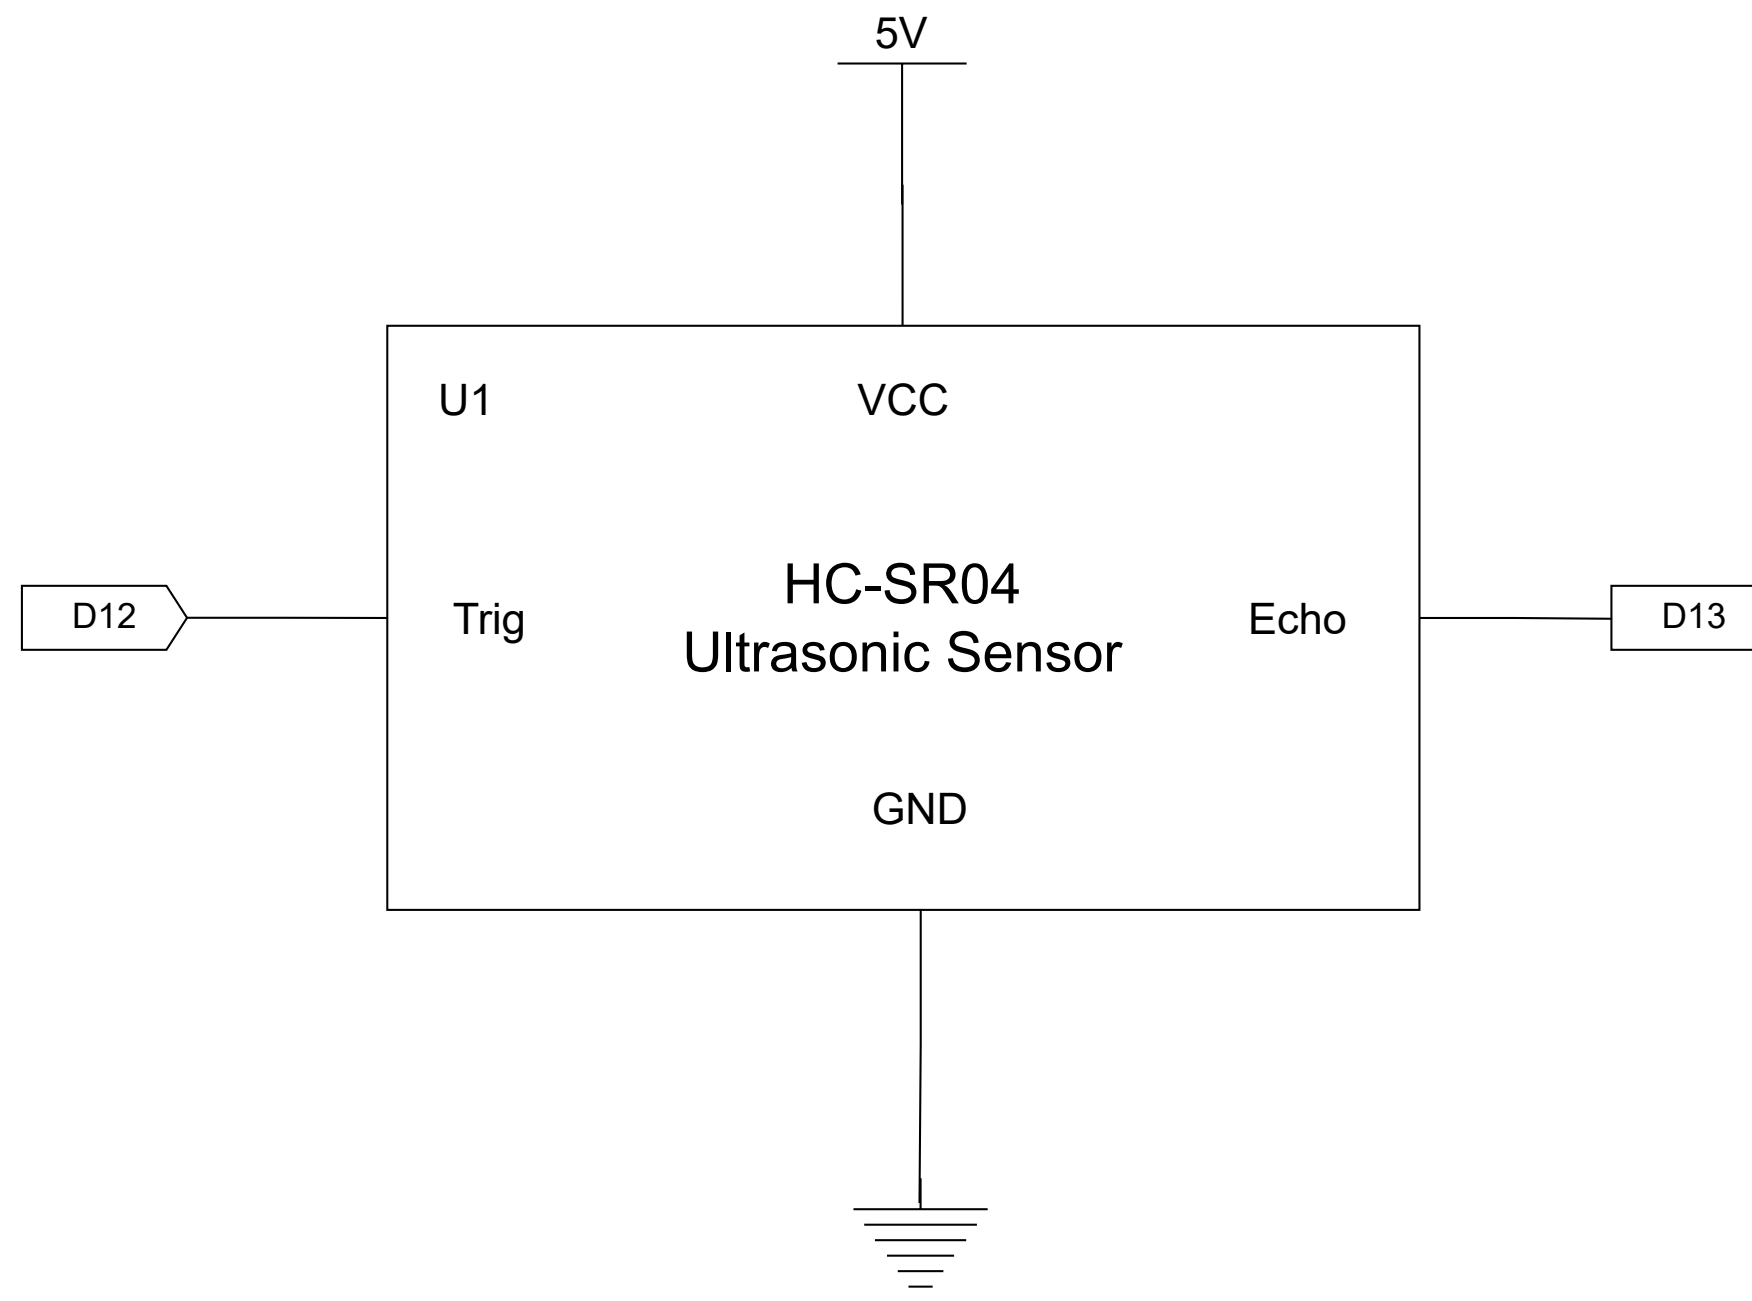 5V
U1
VCC
HC-SR04
Ultrasonic Sensor
D12
Trig
Echo
D13
GND